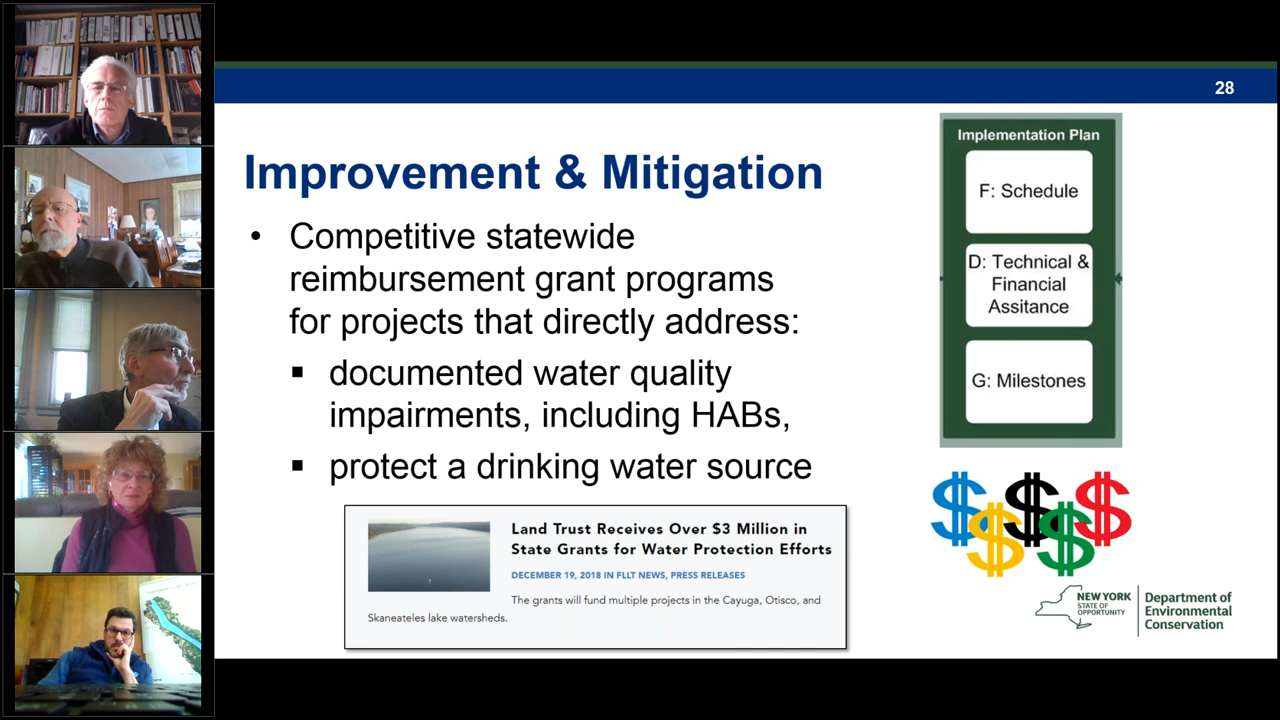 28
Improvement & Mitigation
• Competitive statewide
reimbursement grant programs
for projects that directly address:
▪ documented water quality
impairments, including HABs,
▪ protect a drinking water source
Land Trust Receives Over $3 Million in
State Grants for Water Protection Efforts
DECEMBER 19, 2018 IN FLLT NEWS, PRESS RELEASES
The grants will fund multiple projects in the Cayuga, Otisco, and
Skaneateles lake watersheds.
Implementation Plan
F: Schedule
D: Technical &
Financial
Assitance
G: Milestones
$ $ $ $ $
NEW YORK
STATE OF
OPPORTUNITY
Department of
Environmental
Conservation